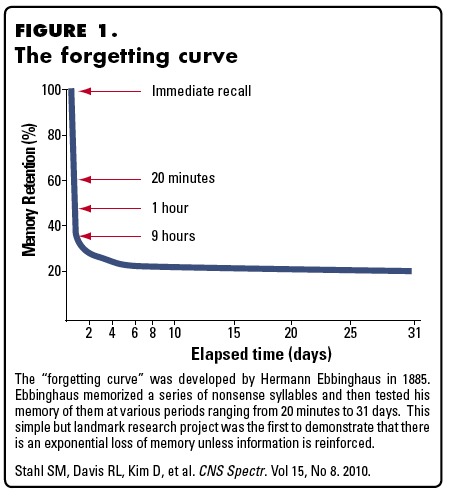 FIGURE 1.
The forgetting curve
Memory Retention (%)
100
80
60
40
20
Immediate recall
20 minutes
1 hour
9 hours
2 4 6 8 10 15 20 25 31
Elapsed time (days)
The “forgetting curve” was developed by Hermann Ebbinghaus in 1885.
Ebbinghaus memorized a series of nonsense syllables and then tested his
memory of them at various periods ranging from 20 minutes to 31 days. This
simple but landmark research project was the first to demonstrate that there
is an exponential loss of memory unless information is reinforced.
Stahl SM, Davis RL, Kim D, et al. CNS Spectr. Vol 15, No 8. 2010.